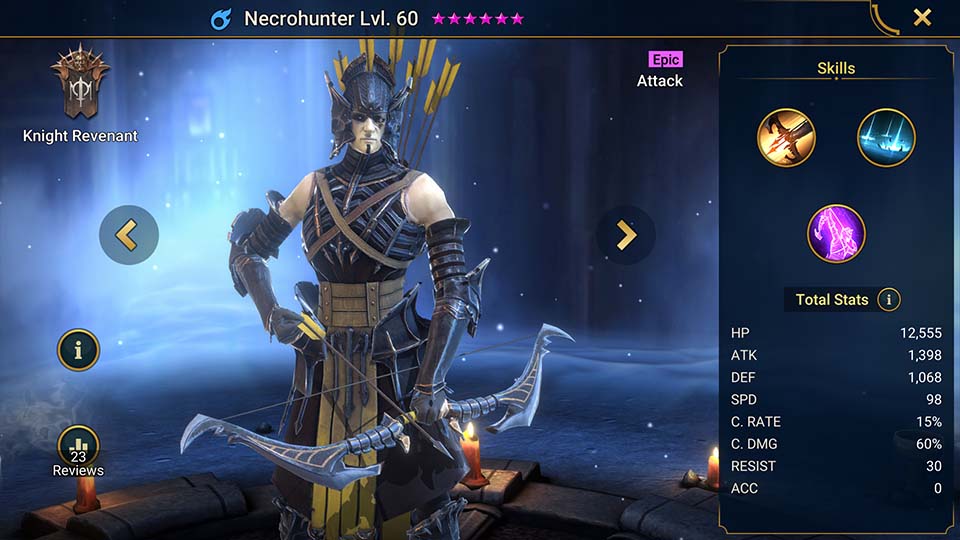 Necrohunter Lvl. 60
Knight Revenant
Epic
Attack
23
Reviews
Skills
Total Stats i
HP 12,555
ATK 1,398
DEF 1,068
SPD 98
C. RATE 15%
C. DMG 60%
RESIST 30
ACC 0